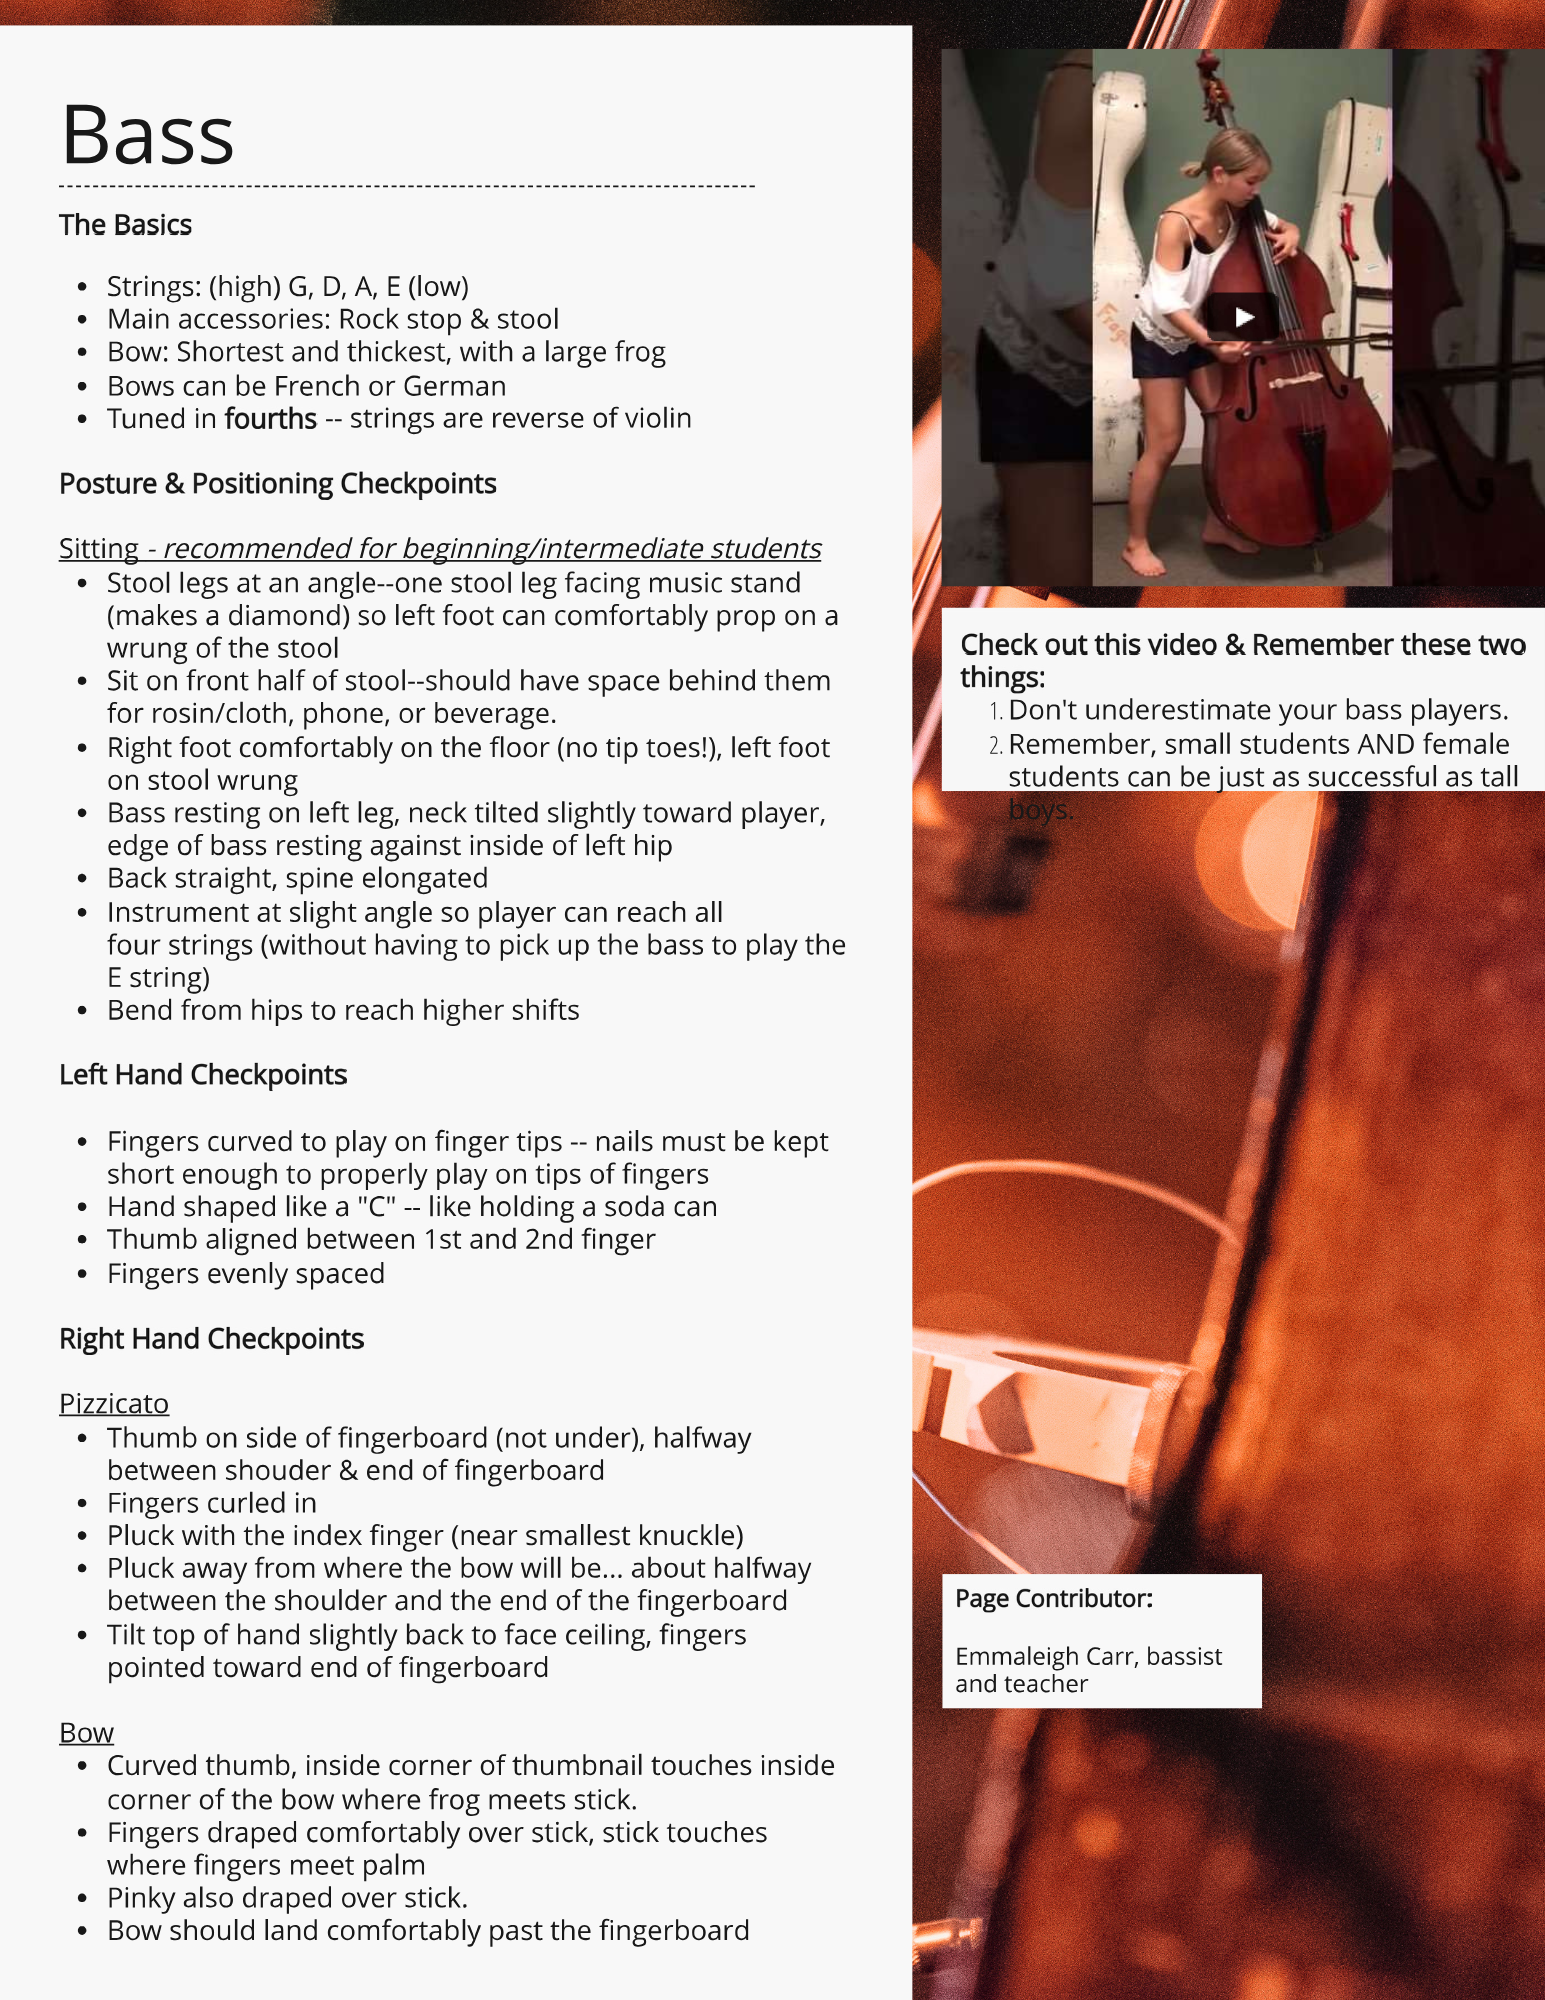 Bass
The Basics
Strings: (high) G, D, A, E (low)
Main accessories: Rock stop & stool
Bow: Shortest and thickest, with a large frog
Bows can be French or German
Tuned in fourths -- strings are reverse of violin
Posture & Positioning Checkpoints
Sitting - recommended for beginning/intermediate students
Stool legs at an angle--one stool leg facing music stand
(makes a diamond) so left foot can comfortably prop on a
wrung of the stool
Sit on front half of stool--should have space behind them
for rosin/cloth, phone, or beverage.
Right foot comfortably on the floor (no tip toes!), left foot
on stool wrung
Bass resting on left leg, neck tilted slightly toward player,
edge of bass resting against inside of left hip
Back straight, spine elongated
Instrument at slight angle so player can reach all
four strings (without having to pick up the bass to play the
E string)
Bend from hips to reach higher shifts
Left Hand Checkpoints
Fingers curved to play on finger tips -- nails must be kept
short enough to properly play on tips of fingers
Hand shaped like a "C" -- like holding a soda can
Thumb aligned between 1st and 2nd finger
Fingers evenly spaced
Right Hand Checkpoints
Pizzicato
Thumb on side of fingerboard (not under), halfway
between shouder & end of fingerboard
Fingers curled in
Pluck with the index finger (near smallest knuckle)
Pluck away from where the bow will be... about halfway
between the shoulder and the end of the fingerboard
Tilt top of hand slightly back to face ceiling, fingers
pointed toward end of fingerboard
Bow
Curved thumb, inside corner of thumbnail touches inside
corner of the bow where frog meets stick.
Fingers draped comfortably over stick, stick touches
where fingers meet palm
Pinky also draped over stick.
Bow should land comfortably past the fingerboard
Check out this video & Remember these two
things:
1. Don't underestimate your bass players.
2. Remember, small students AND female
students can be just as successful as tall
boys.
Page Contributor:
Emmaleigh Carr, bassist
and teacher